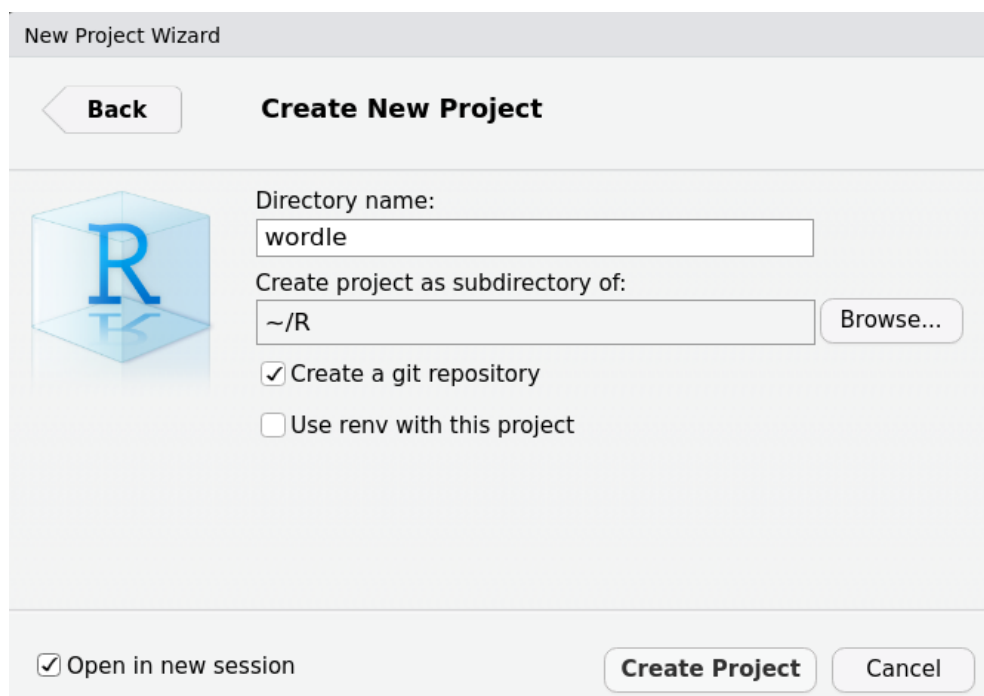 New Project Wizard
Back
Create New Project
R
Directory name:
wordle
Create project as subdirectory of:
~/R
Browse...
Create a git repository
Use renv with this project
Open in new session
Create Project
Cancel